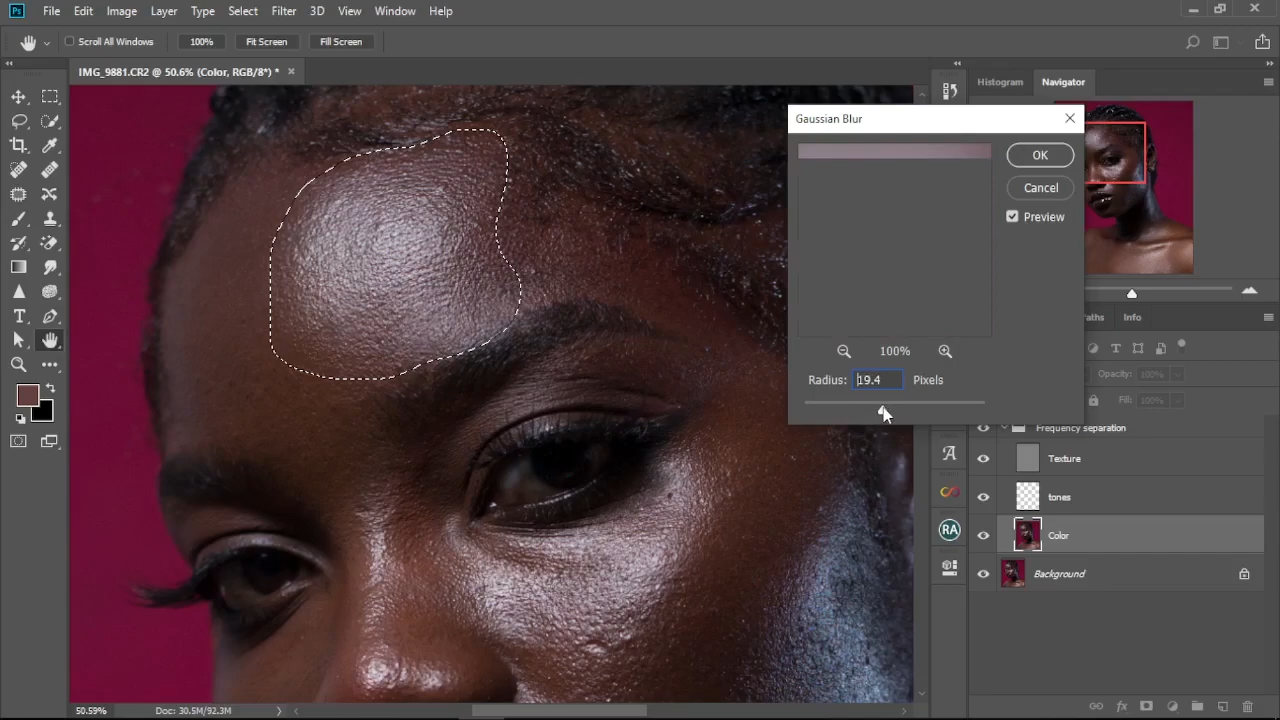 Ps File Edit Image Layer Type Select Filter 3D View Window Help
Scroll All Windows 100% Fit Screen Fill Screen
IMG_9881.CR2 @ 50.6% (Color, RGB/8*) *
Histogram Navigator
Gaussian Blur
OK
Cancel
Preview
100%
Radius: 19.4 Pixels
Paths Info
Opacity: 100%
Fill: 100%
Frequency separation
Texture
tones
RA Color
Background
50.59% Doc: 30.5M/92.3M